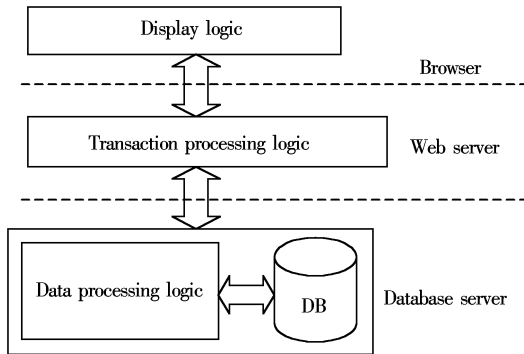 Display logic
Browser
Transaction processing logic
Web server
Data processing logic
DB
Database server